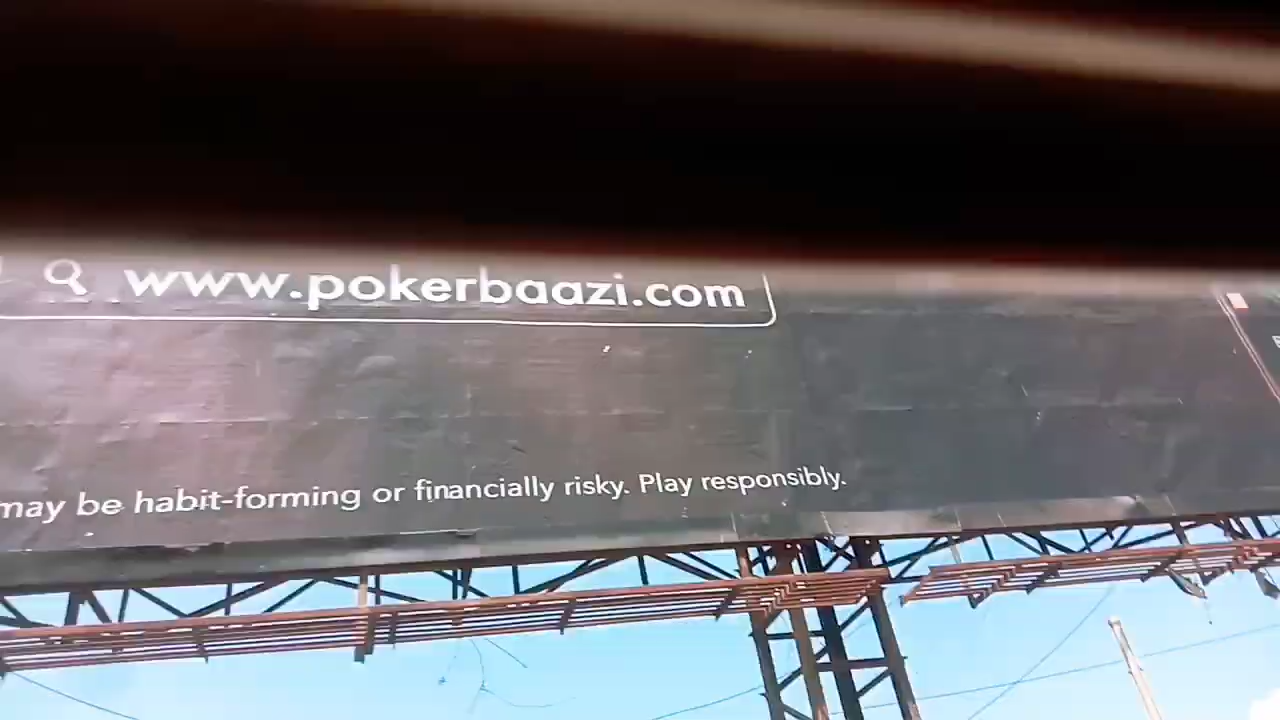 www.pokerbaazi.com
may be habit-forming or financially risky. Play responsibly.